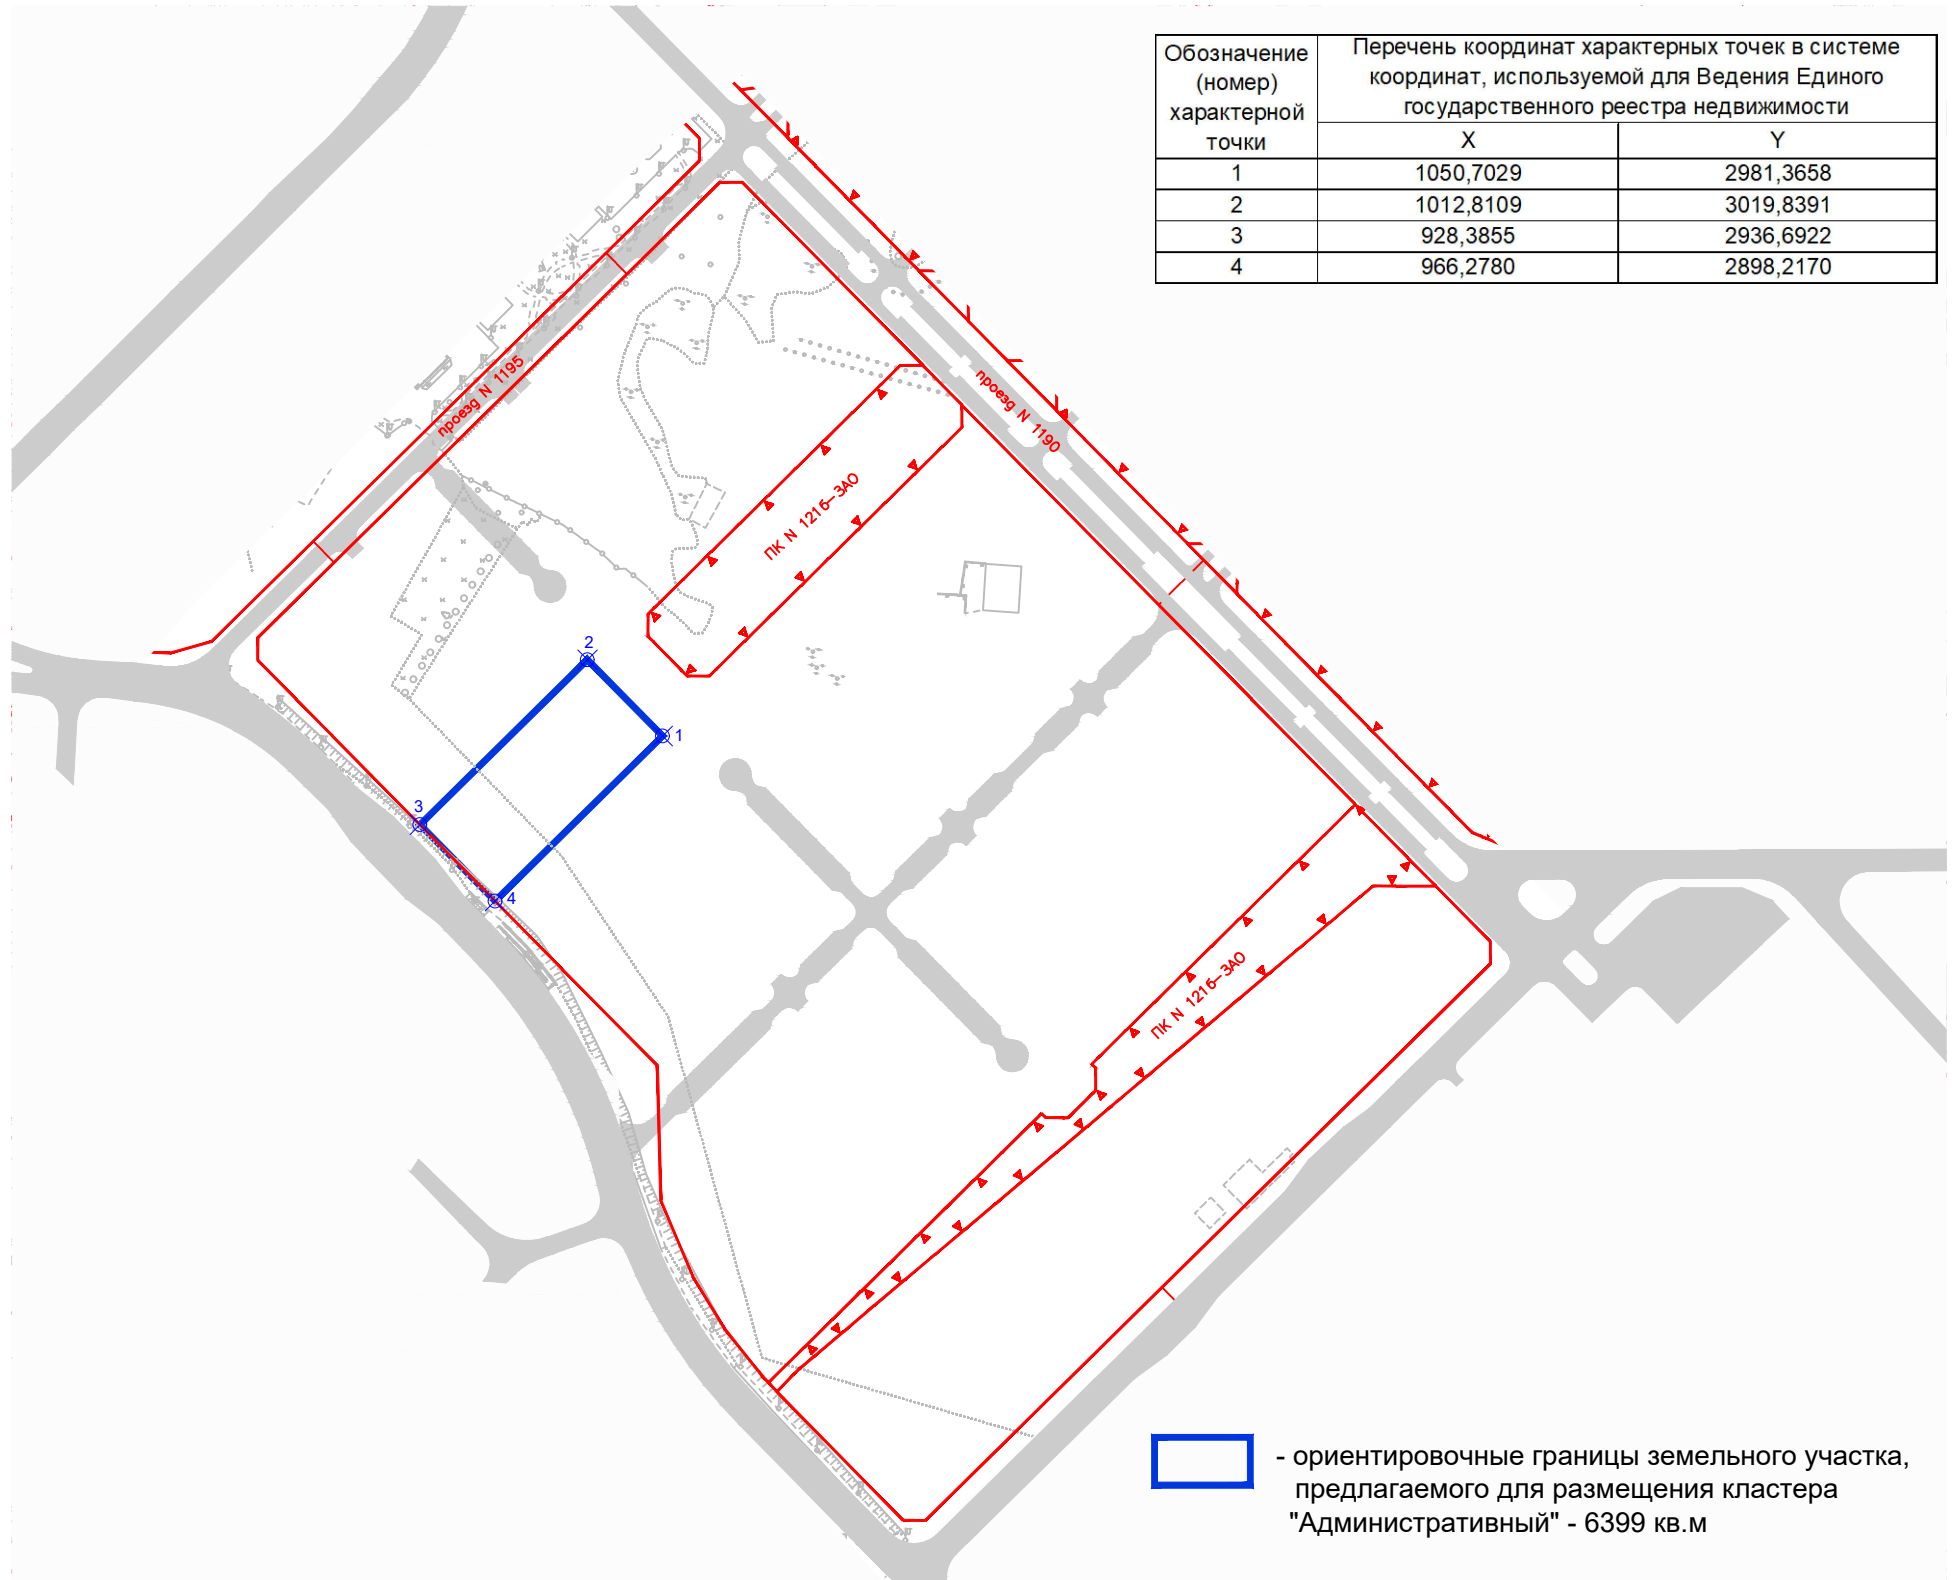 Обозначение
(номер)
характерной
точки
Перечень координат характерных точек в системе
координат, используемой для Ведения Единого
государственного реестра недвижимости
X Y
1 1050,7029 2981,3658
2 1012,8109 3019,8391
3 928,3855 2936,6922
4 966,2780 2898,2170
проезд N 1195
проезд N 1190
ПК N 1216-ЗАО
2
1
3
4
ПК N 1216-ЗАО
- ориентировочные границы земельного участка,
предлагаемого для размещения кластера
"Административный" - 6399 кв.м